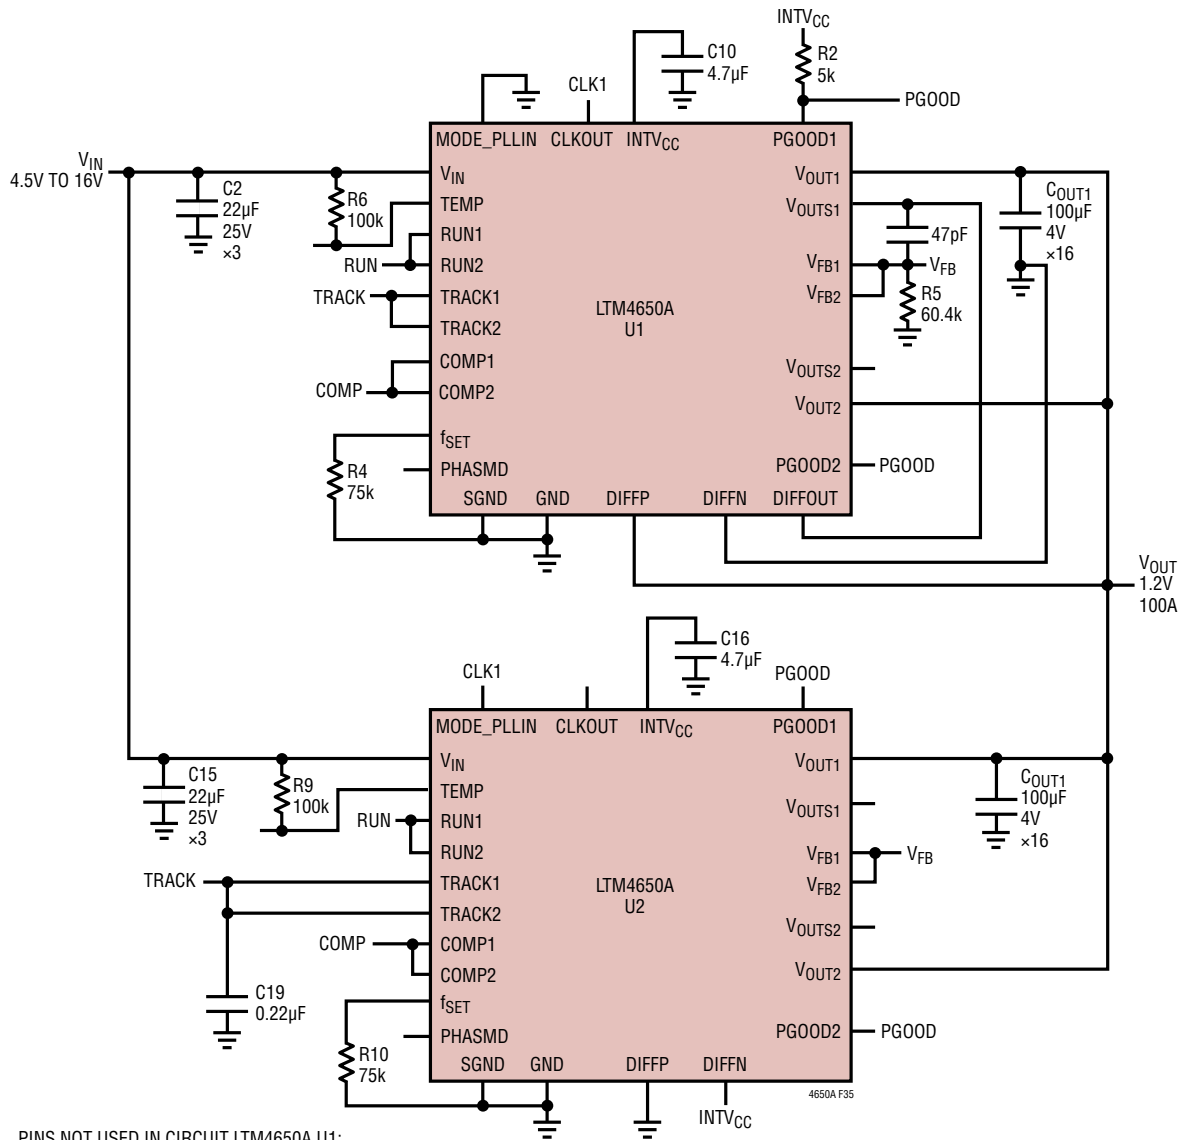 INTVCC
R2
5k
C10
4.7µF
CLK1
PGOOD
MODE_PLLIN CLKOUT INTVCC PGOOD1
VIN
4.5V TO 16V
C2
22µF
25V
×3
R6
100k
VIN
TEMP
RUN1
RUN RUN2
TRACK TRACK1
TRACK2
COMP1
COMP COMP2
fSET
R4
75k
PHASMD
SGND GND DIFFP DIFFN DIFFOUT
LTM4650A
U1
VOUT1
VOUTS1
47pF
VFB1 VFB
VFB2
R5
60.4k
VOUTS2
VOUT2
PGOOD2 PGOOD
COUT1
100µF
4V
×16
VOUT
1.2V
100A
C16
4.7µF
CLK1
PGOOD
MODE_PLLIN CLKOUT INTVCC PGOOD1
C15
22µF
25V
×3
R9
100k
VIN
TEMP
RUN RUN1
RUN2
TRACK TRACK1
TRACK2
COMP COMP1
COMP2
C19
0.22µF
fSET
R10
75k
PHASMD
SGND GND DIFFP DIFFN
LTM4650A
U2
VOUT1
VOUTS1
VFB1 VFB
VFB2
VOUTS2
VOUT2
PGOOD2 PGOOD
COUT1
100µF
4V
×16
INTVCC
4650A F35
PINS NOT USED IN CIRCUIT LTM4650A U1: